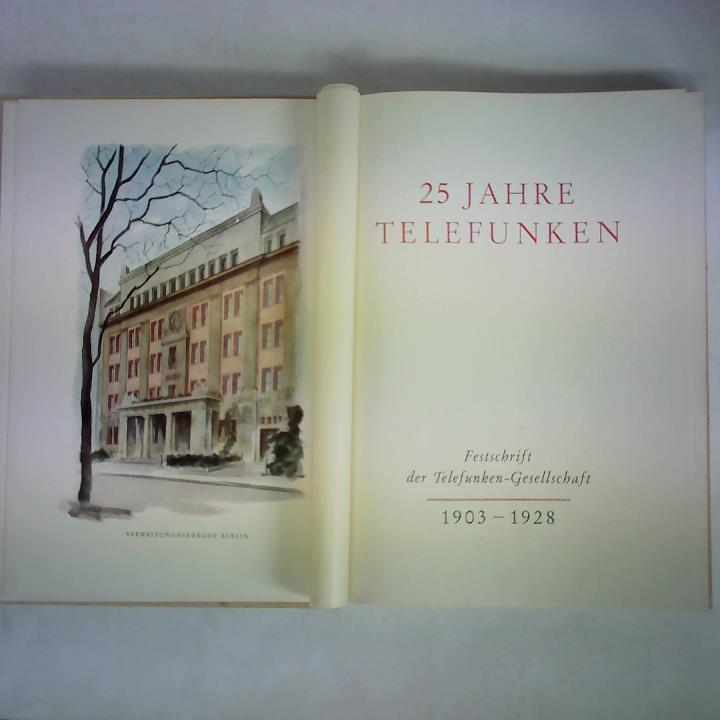 VERWALTUNGSGEBÄUDE BERLIN
25 JAHRE
TELEFUNKEN
Festschrift
der Telefunken-Gesellschaft
1903 – 1928